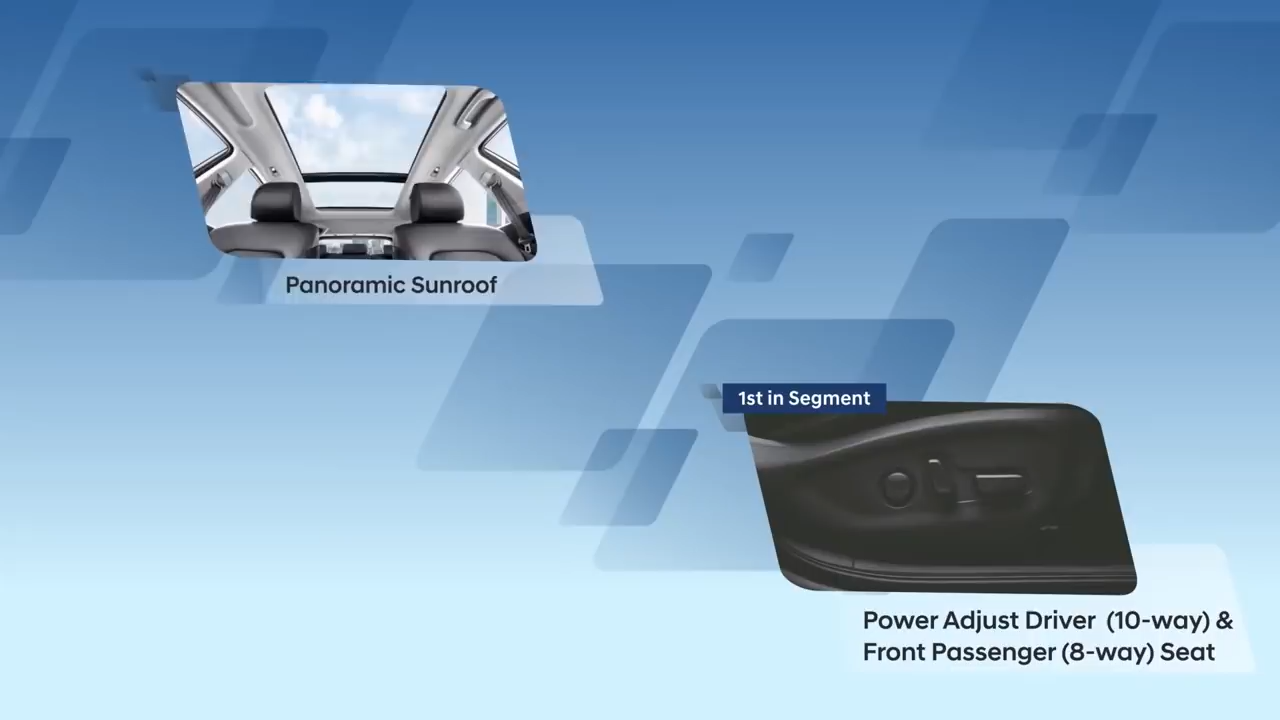 Panoramic Sunroof
1st in Segment
Power Adjust Driver (10-way) &
Front Passenger (8-way) Seat